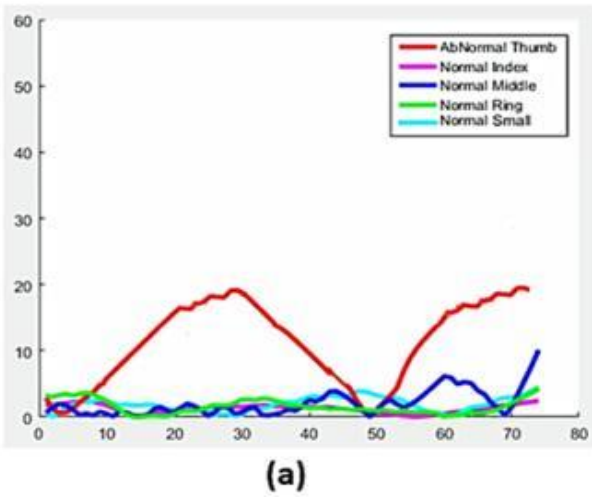 60
50
40
30
20
10
0
AbNormal Thumb
Normal Index
Normal Middle
Normal Ring
Normal Small
0 10 20 30 40 50 60 70 80
(a)